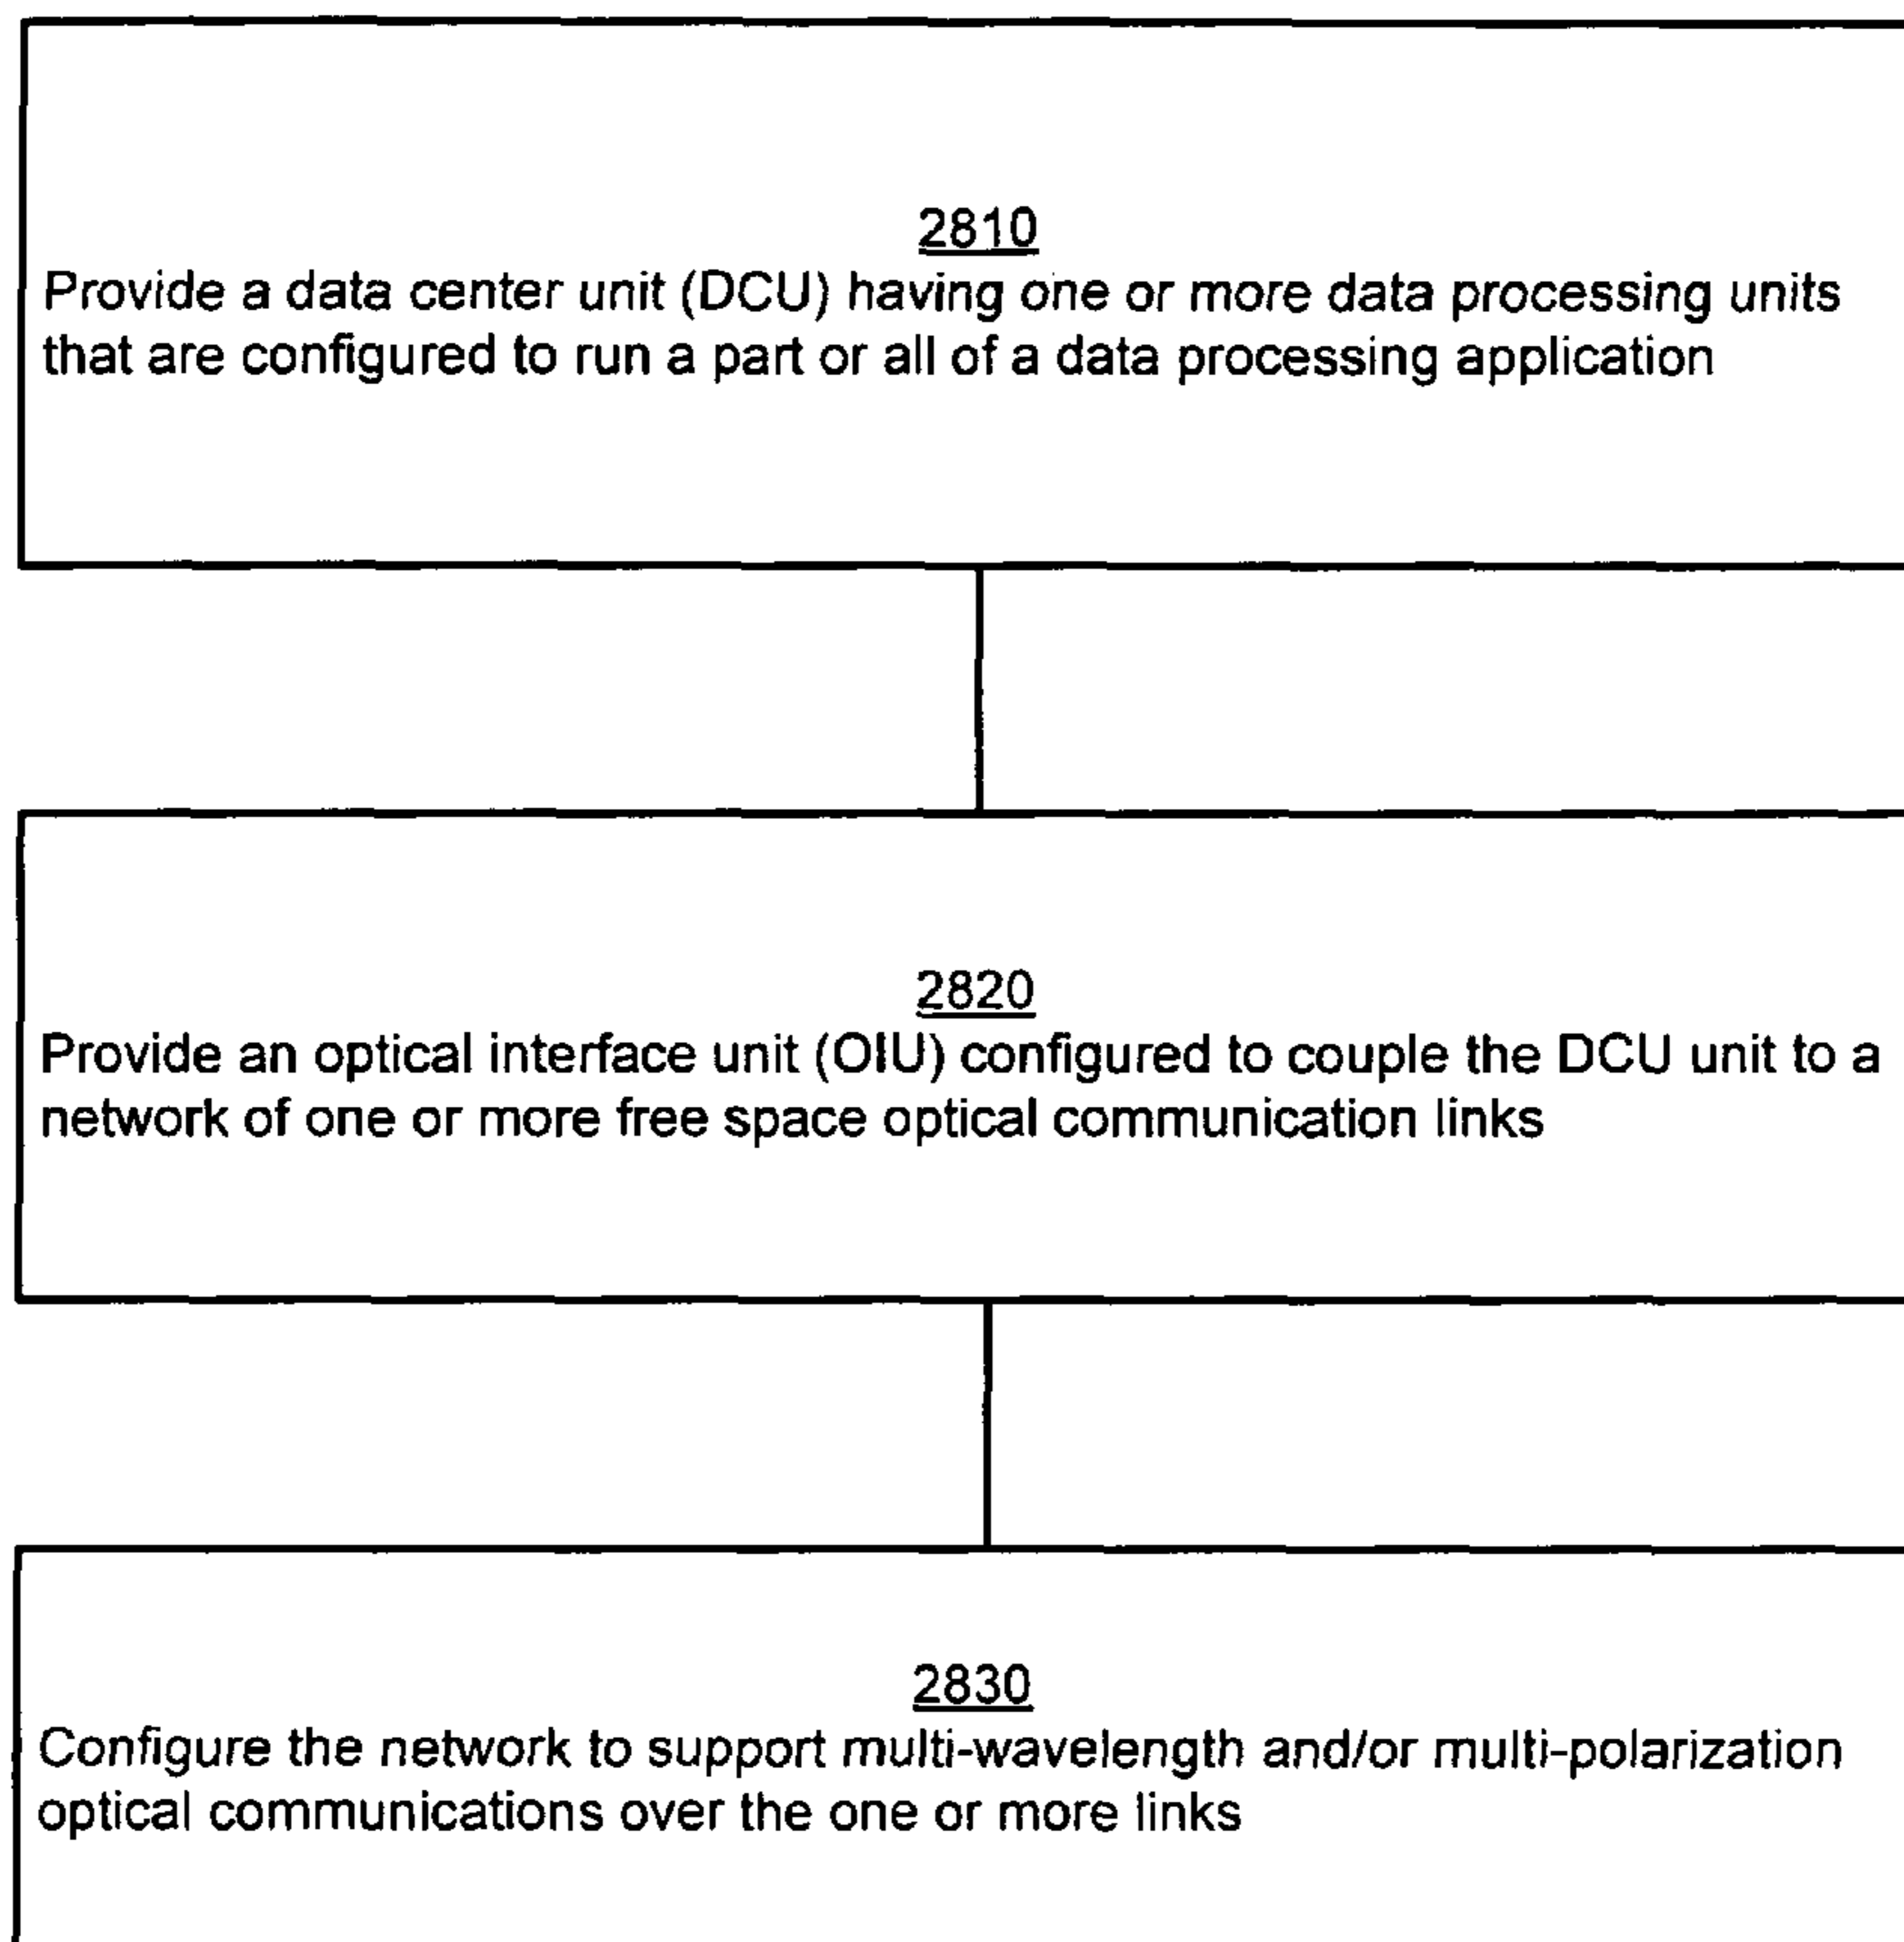 2810
Provide a data center unit (DCU) having one or more data processing units
that are configured to run a part or all of a data processing application
2820
Provide an optical interface unit (OIU) configured to couple the DCU unit to a
network of one or more free space optical communication links
2830
Configure the network to support multi-wavelength and/or multi-polarization
optical communications over the one or more links